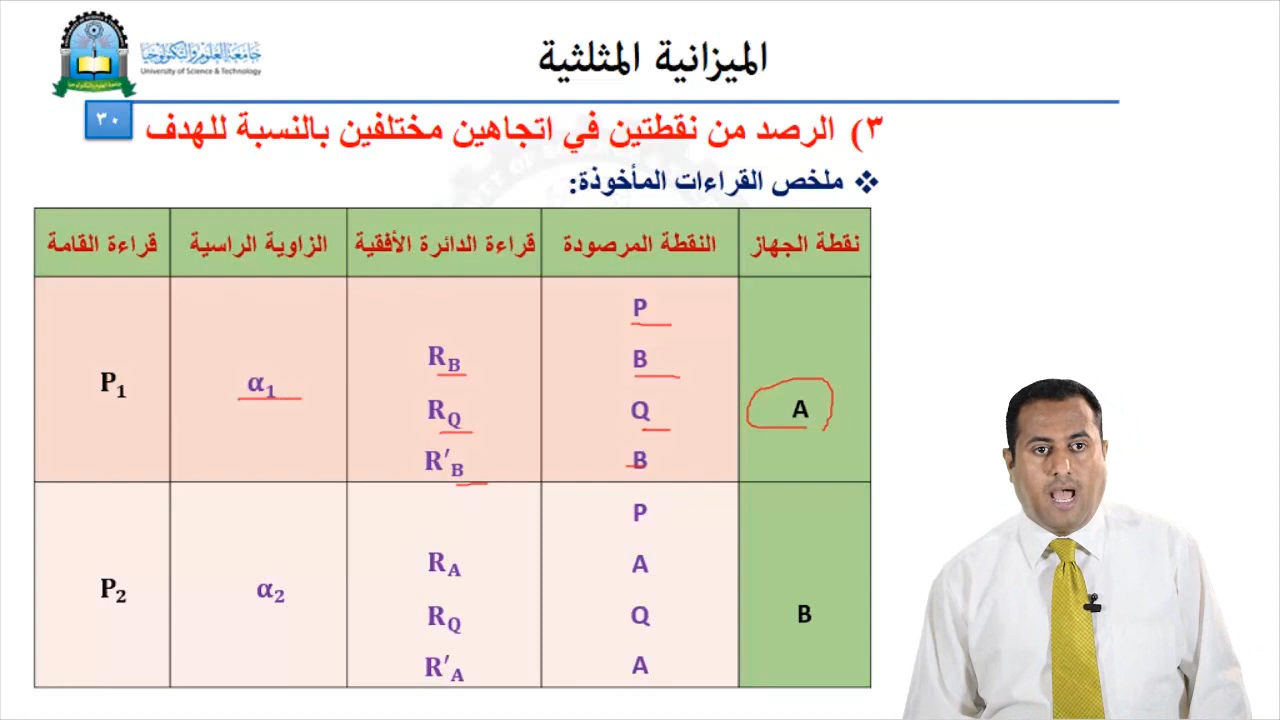 جامعة العلوم والتكنولوجيا
University of Science & Technology
الميزانية المثلثية
٣) الرصد من نقطتين في اتجاهين مختلفين بالنسبة للهدف
٣٠
❖ ملخص القراءات المأخوذة:
نقطة الجهاز النقطة المرصودة قراءة الدائرة الأفقية الزاوية الراسية قراءة القامة
P
B R_B
A Q R_Q α₁ P₁
B R′_B
P
A R_A
B Q R_Q α₂ P₂
A R′_A